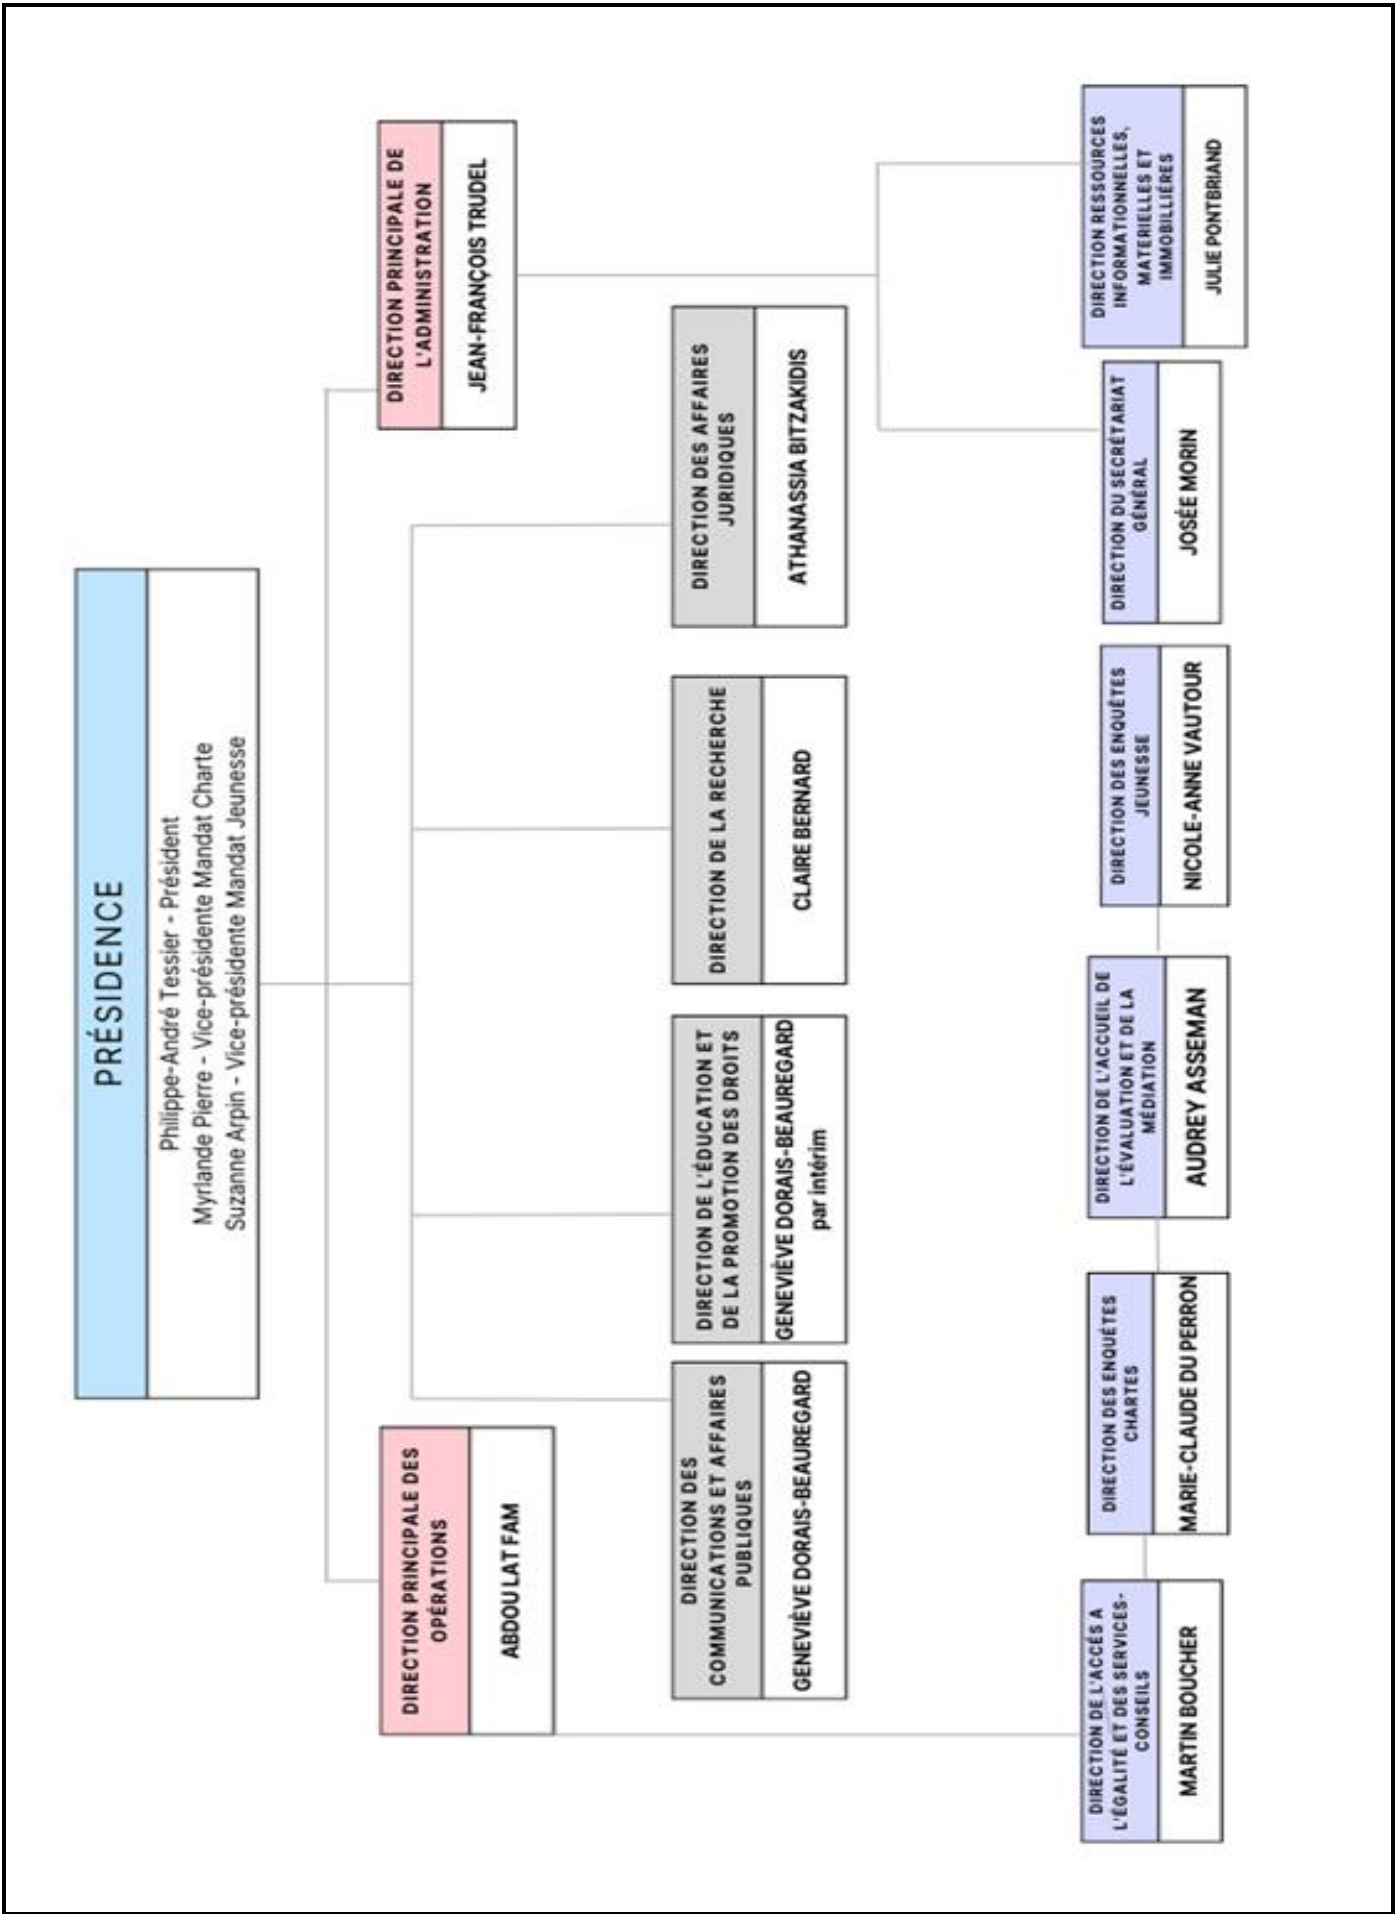 PRÉSIDENCE
Philippe-André Tessier - Président
Myrlande Pierre - Vice-présidente Mandat Charte
Suzanne Arpin - Vice-présidente Mandat Jeunesse
DIRECTION PRINCIPALE DES
OPÉRATIONS
ABDOU LAT FAM
DIRECTION PRINCIPALE DE
L'ADMINISTRATION
JEAN-FRANÇOIS TRUDEL
DIRECTION DES
COMMUNICATIONS ET AFFAIRES
PUBLIQUES
GENEVIÈVE DORAIS-BEAUREGARD
DIRECTION DE L'ÉDUCATION ET
DE LA PROMOTION DES DROITS
GENEVIÈVE DORAIS-BEAUREGARD
par intérim
DIRECTION DE LA RECHERCHE
CLAIRE BERNARD
DIRECTION DES AFFAIRES
JURIDIQUES
ATHANASSIA BITZAKIDIS
DIRECTION DE L'ACCÉS A
L'ÉGALITÉ ET DES SERVICES-
CONSEILS
MARTIN BOUCHER
DIRECTION DES ENQUÊTES
CHARTES
MARIE-CLAUDE DU PERRON
DIRECTION DE L'ACCUEIL DE
L'ÉVALUATION ET DE LA
MÉDIATION
AUDREY ASSEMAN
DIRECTION DES ENQUÊTES
JEUNESSE
NICOLE-ANNE VAUTOUR
DIRECTION DU SECRÉTARIAT
GÉNÉRAL
JOSÉE MORIN
DIRECTION RESSOURCES
INFORMATIONNELLES,
MATERIELLES ET
IMMOBILLIÉRES
JULIE PONTBRIAND